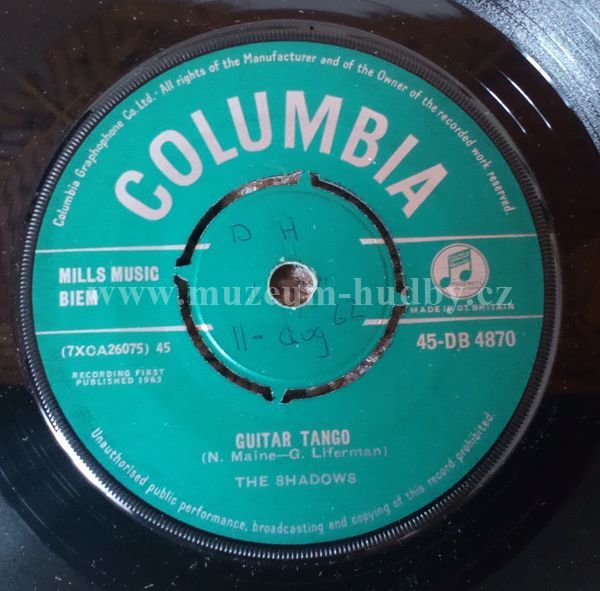 Columbia Graphophone Co. Ltd. · All rights of the Manufacturer and of the Owner of the recorded work reserved.
COLUMBIA
D H
MILLS MUSIC
BIEM
www.muzeum-hudby.cz
MADE IN GT. BRITAIN
11 - Aug 62
(7XCA26075) 45
45-DB 4870
RECORDING FIRST
PUBLISHED 1962
GUITAR TANGO
(N. Maine—G. Liferman)
THE SHADOWS
Unauthorised public performance, broadcasting and copying of this record prohibited.